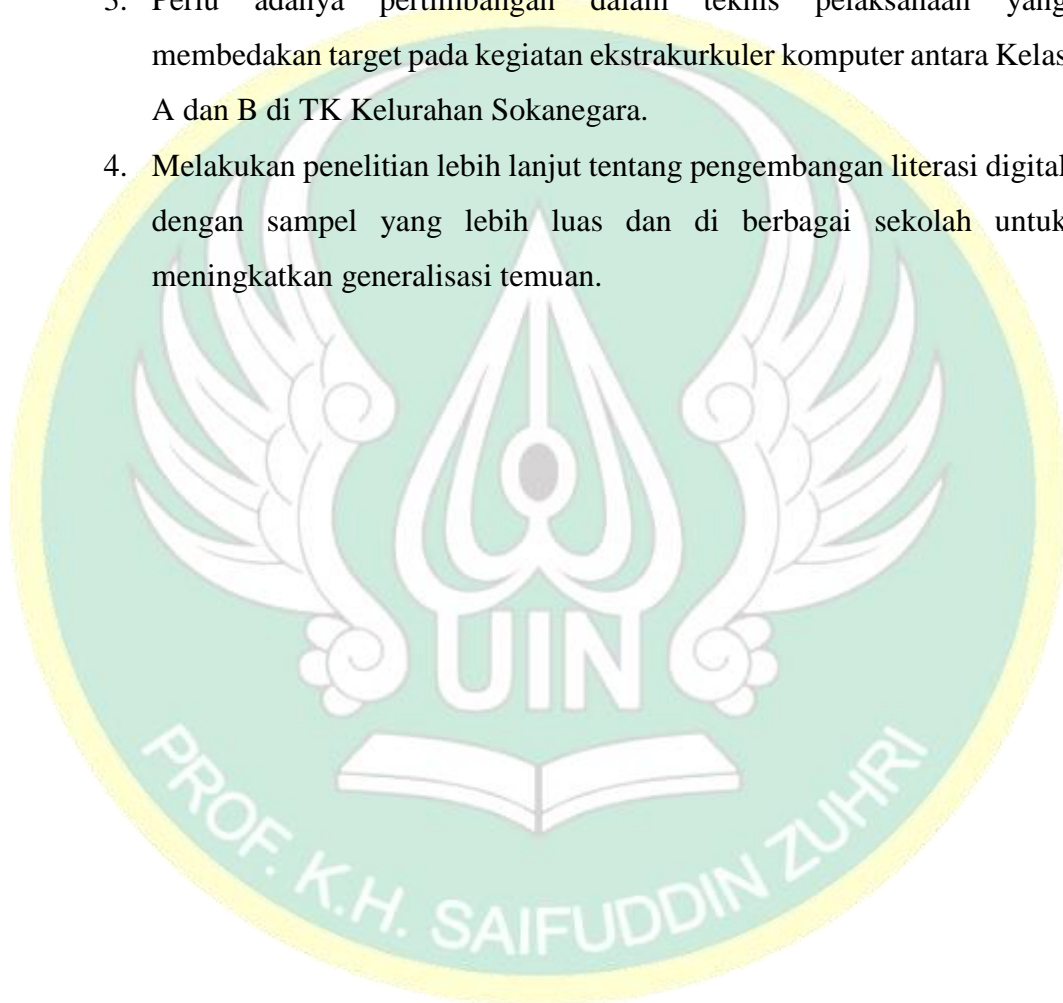 3. Perlu adanya pertimbangan dalam teknis pelaksanaan yang
membedakan target pada kegiatan ekstrakurkuler komputer antara Kelas
A dan B di TK Kelurahan Sokanegara.
4. Melakukan penelitian lebih lanjut tentang pengembangan literasi digital
dengan sampel yang lebih luas dan di berbagai sekolah untuk
meningkatkan generalisasi temuan.
UIN
PROF. K.H. SAIFUDDIN ZUHRI